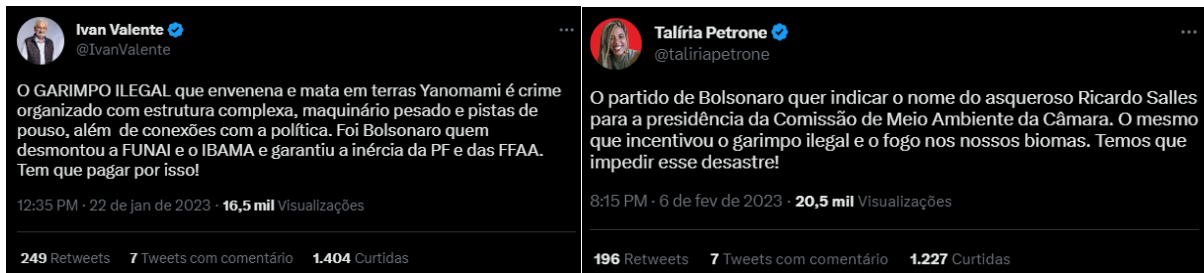 Ivan Valente
@IvanValente
O GARIMPO ILEGAL que envenena e mata em terras Yanomami é crime
organizado com estrutura complexa, maquinário pesado e pistas de
pouso, além de conexões com a política. Foi Bolsonaro quem
desmontou a FUNAI e o IBAMA e garantiu a inércia da PF e das FFAA.
Tem que pagar por isso!
12:35 PM · 22 de jan de 2023 · 16,5 mil Visualizações
249 Retweets 7 Tweets com comentário 1.404 Curtidas
Talíria Petrone
@taliriapetrone
O partido de Bolsonaro quer indicar o nome do asqueroso Ricardo Salles
para a presidência da Comissão de Meio Ambiente da Câmara. O mesmo
que incentivou o garimpo ilegal e o fogo nos nossos biomas. Temos que
impedir esse desastre!
8:15 PM · 6 de fev de 2023 · 20,5 mil Visualizações
196 Retweets 7 Tweets com comentário 1.227 Curtidas